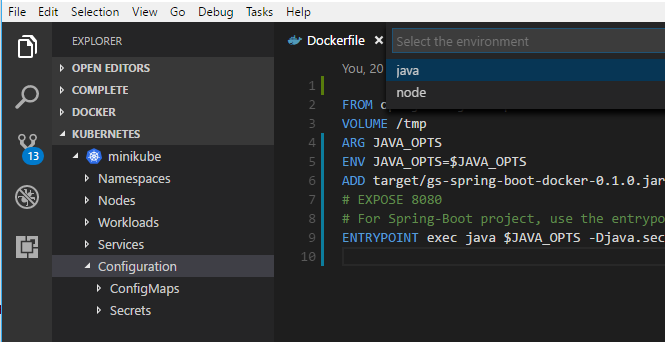 File Edit Selection View Go Debug Tasks Help
EXPLORER
OPEN EDITORS
COMPLETE
DOCKER
KUBERNETES
minikube
Namespaces
Nodes
Workloads
Services
Configuration
ConfigMaps
Secrets
13
Dockerfile ×
Select the environment
java
node
You, 20
1
2 FROM
3 VOLUME /tmp
4 ARG JAVA_OPTS
5 ENV JAVA_OPTS=$JAVA_OPTS
6 ADD target/gs-spring-boot-docker-0.1.0.jar
7 # EXPOSE 8080
8 # For Spring-Boot project, use the entrypo
9 ENTRYPOINT exec java $JAVA_OPTS -Djava.sec
10